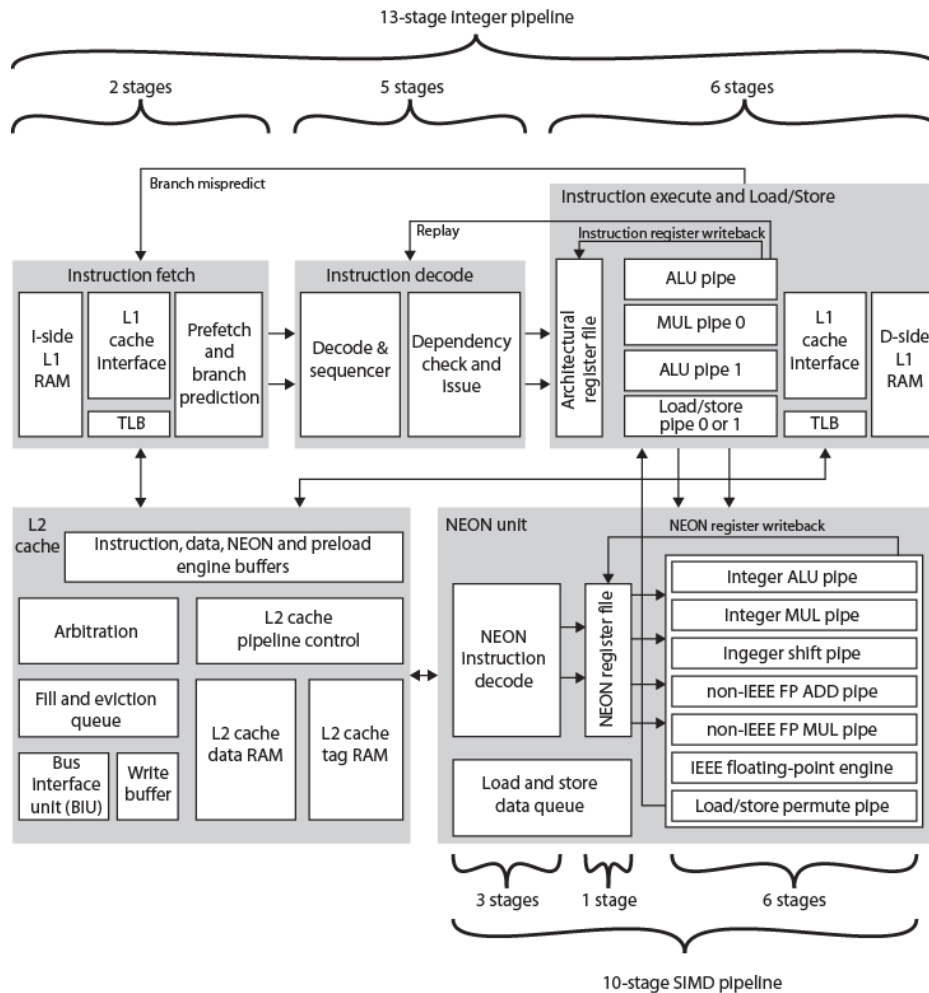 13-stage integer pipeline
2 stages
5 stages
6 stages
Branch mispredict
Instruction execute and Load/Store
Replay
Instruction register writeback
Instruction fetch
I-side
L1
RAM
L1
cache
interface
TLB
Prefetch
and
branch
prediction
Instruction decode
Decode &
sequencer
Dependency
check and
issue
Architectural
register file
ALU pipe
MUL pipe 0
ALU pipe 1
Load/store
pipe 0 or 1
L1
cache
interface
TLB
D-side
L1
RAM
L2
cache
Instruction, data, NEON and preload
engine buffers
Arbitration
L2 cache
pipeline control
Fill and eviction
queue
L2 cache
data RAM
L2 cache
tag RAM
Bus
Interface
unit (BIU)
Write
buffer
NEON unit
NEON register writeback
NEON
Instruction
decode
NEON register file
Integer ALU pipe
Integer MUL pipe
Ingeger shift pipe
non-IEEE FP ADD pipe
non-IEEE FP MUL pipe
IEEE floating-point engine
Load/store permute pipe
Load and store
data queue
3 stages
1 stage
6 stages
10-stage SIMD pipeline